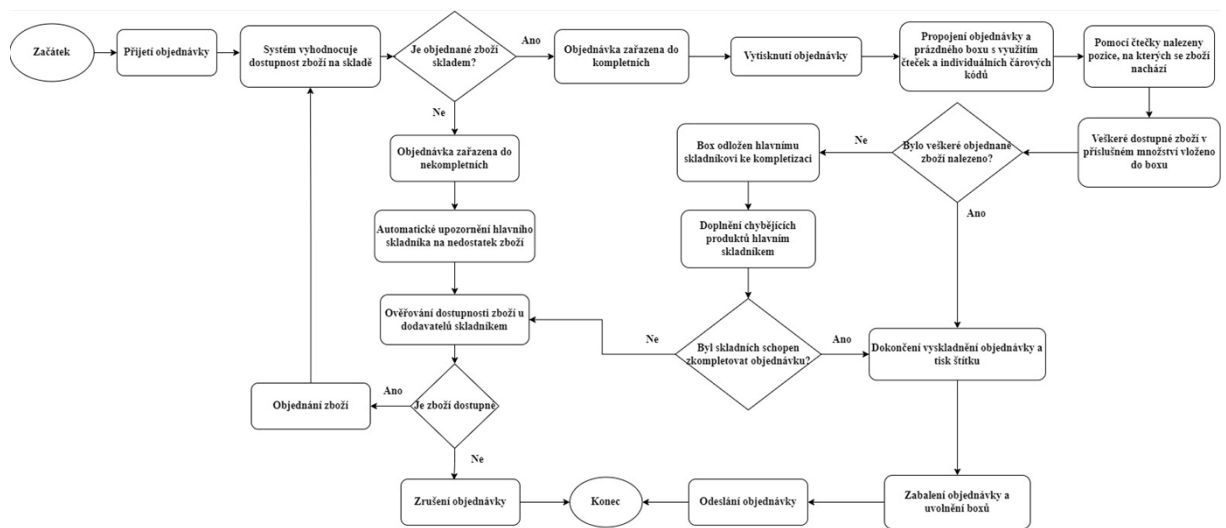 Začátek
Přijetí objednávky
Systém vyhodnocuje
dostupnost zboží na skladě
Je objednané zboží
skladem?
Ano
Objednávka zařazena do
kompletních
Vytisknutí objednávky
Propojení objednávky a
prázdného boxu s využitím
čteček a individuálních čárových
kódů
Pomocí čtečky nalezeny
pozice, na kterých se zboží
nachází
Ne
Objednávka zařazena do
nekompletních
Box odložen hlavnímu
skladníkovi ke kompletizaci
Ne
Bylo veškeré objednané
zboží nalezeno?
Veškeré dostupné zboží v
příslušném množství vloženo
do boxu
Ano
Automatické upozornění hlavního
skladníka na nedostatek zboží
Doplnění chybějících
produktů hlavním
skladníkem
Ověřování dostupnosti zboží u
dodavatelů skladníkem
Ne
Byl skladních schopen
zkompletovat objednávku?
Ano
Dokončení vyskladnění objednávky a
tisk štítku
Objednání zboží
Ano
Je zboží dostupné
Ne
Zrušení objednávky
Konec
Odeslání objednávky
Zabalení objednávky a
uvolnění boxů